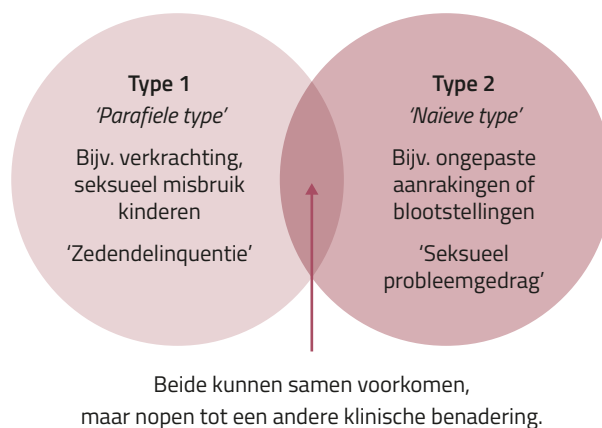 Type 1
'Parafiele type'
Bijv. verkrachting,
seksueel misbruik
kinderen
'Zedendelinquentie'
Type 2
'Naïeve type'
Bijv. ongepaste
aanrakingen of
blootstellingen
'Seksueel
probleemgedrag'
Beide kunnen samen voorkomen,
maar nopen tot een andere klinische benadering.